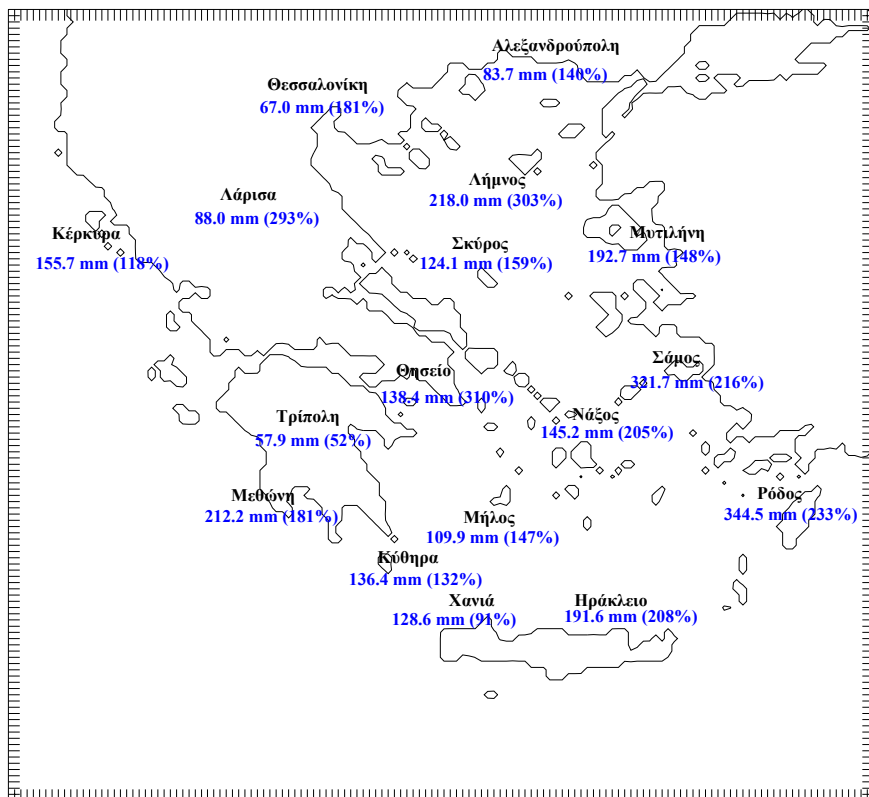 Αλεξανδρούπολη
83.7 mm (140%)
Θεσσαλονίκη
67.0 mm (181%)
Λήμνος
218.0 mm (303%)
Λάρισα
88.0 mm (293%)
Κέρκυρα
155.7 mm (118%)
Σκύρος
124.1 mm (159%)
Μυτιλήνη
192.7 mm (148%)
Σάμος
321.7 mm (216%)
Θησείο
138.4 mm (310%)
Νάξος
145.2 mm (205%)
Τρίπολη
57.9 mm (52%)
Μεθώνη
212.2 mm (181%)
Μήλος
109.9 mm (147%)
Ρόδος
344.5 mm (233%)
Κύθηρα
136.4 mm (132%)
Χανιά
128.6 mm (91%)
Ηράκλειο
191.6 mm (208%)